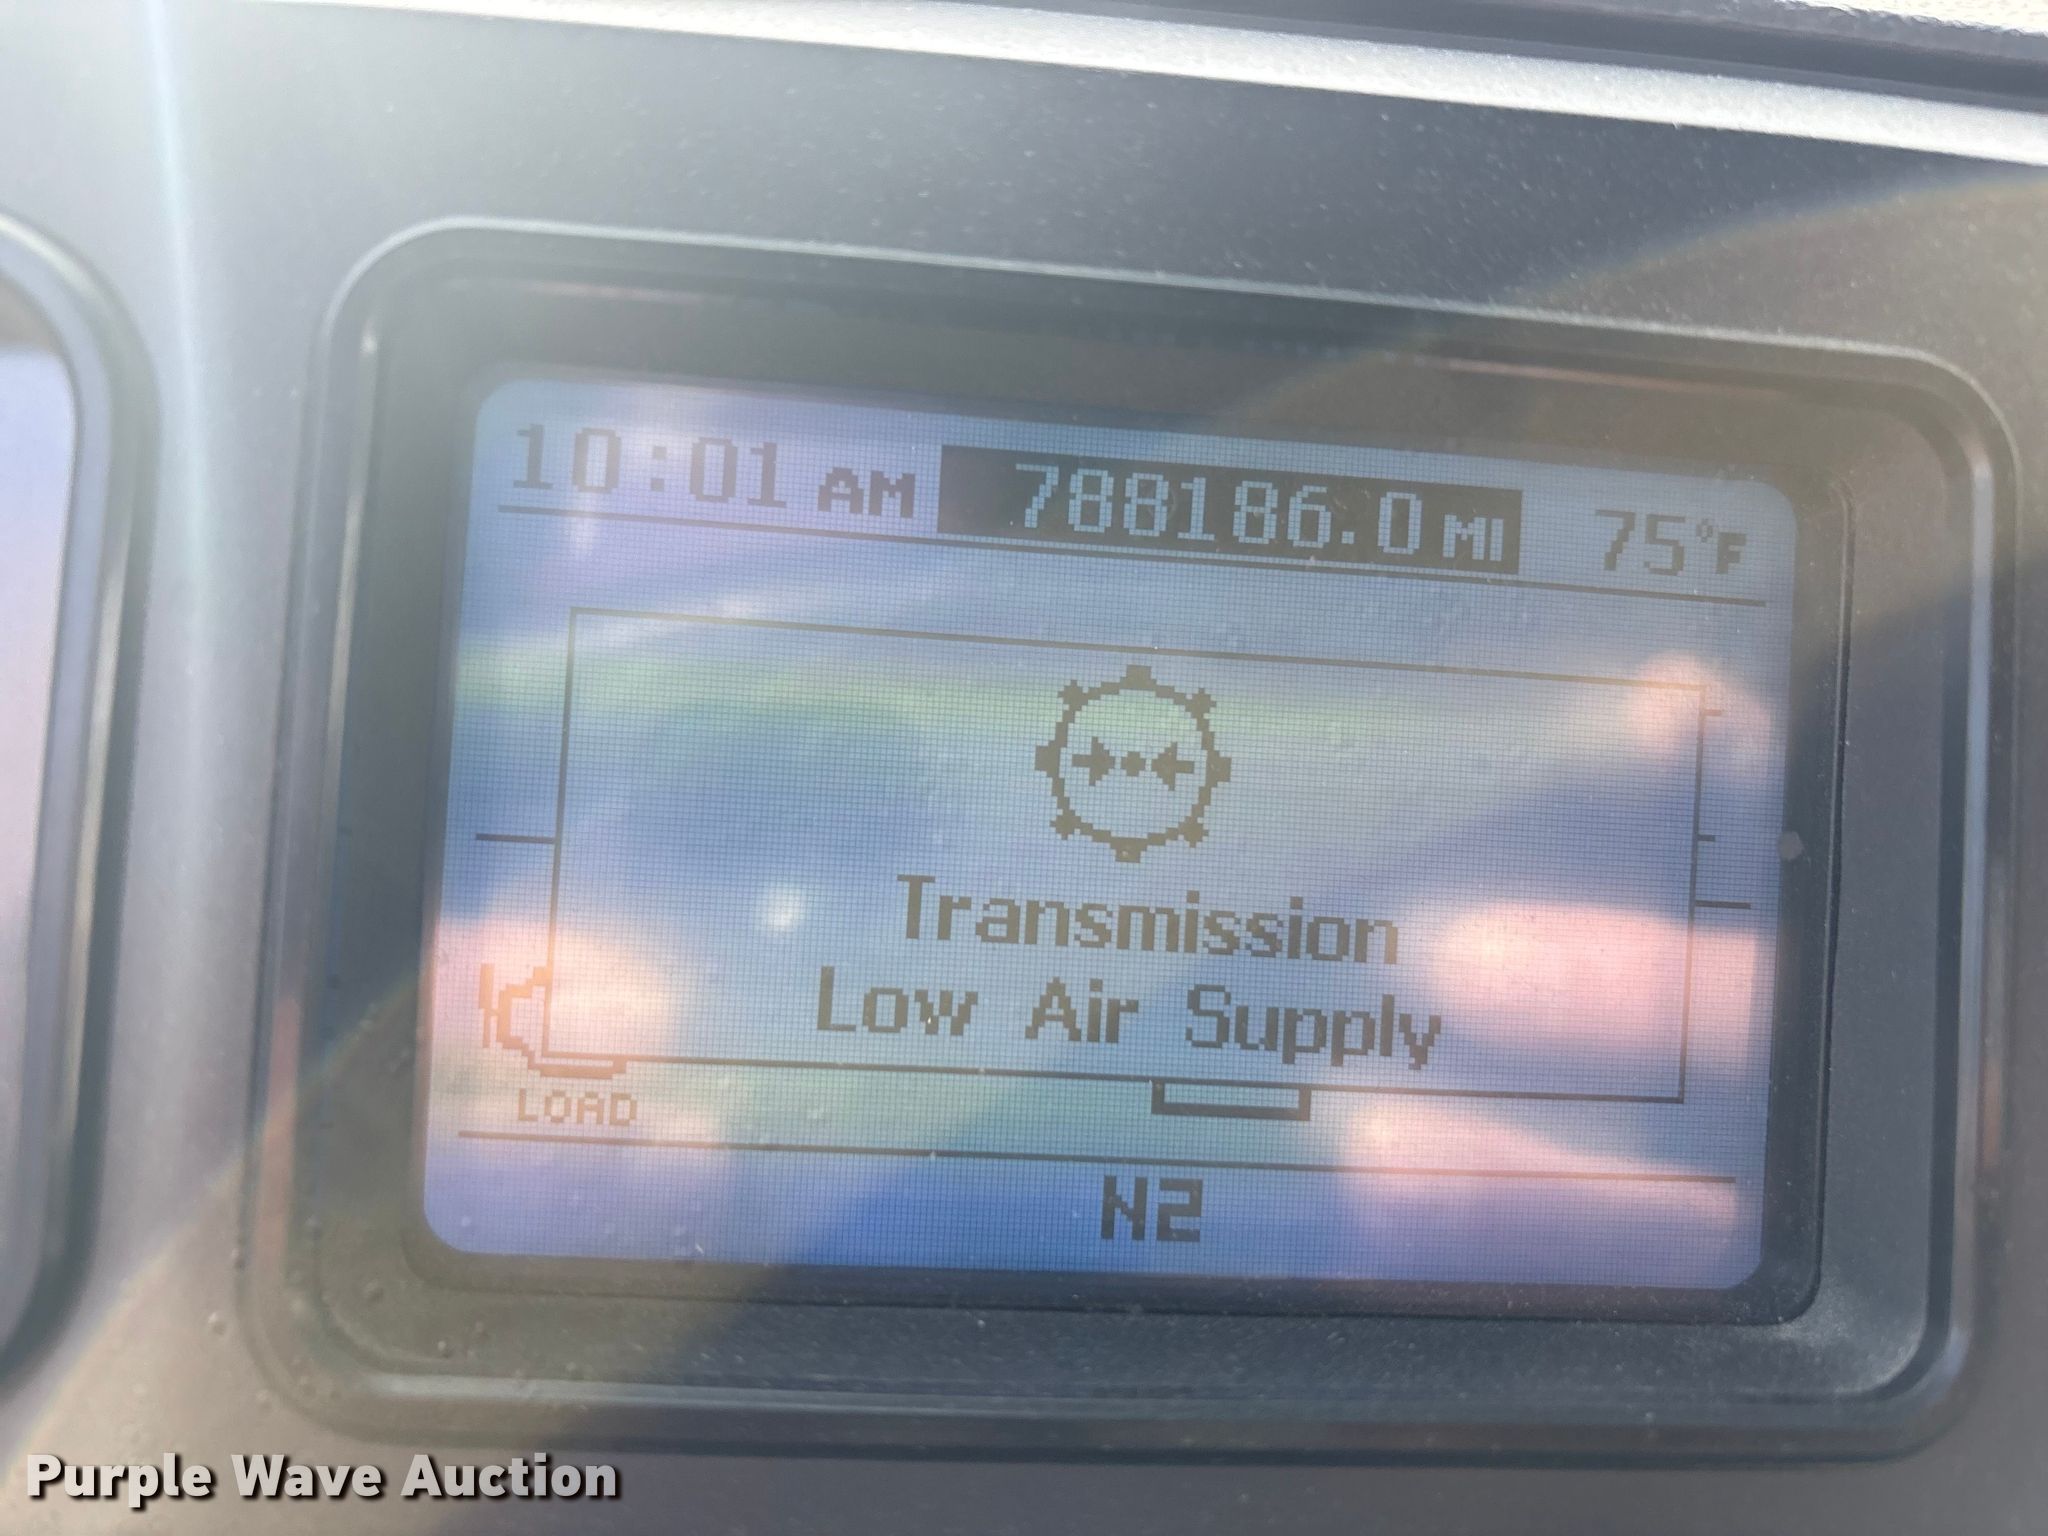 10:01 AM 788186.0 MI 75°F
Transmission
Low Air Supply
LOAD
N2
Purple Wave Auction